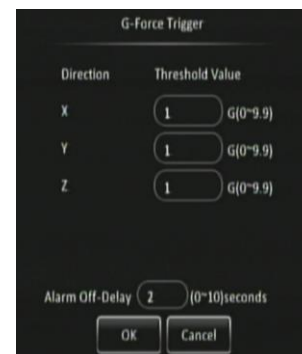 G-Force Trigger
Direction Threshold Value
X 1 G(0~9.9)
Y 1 G(0~9.9)
Z 1 G(0~9.9)
Alarm Off-Delay 2 (0~10)seconds
OK Cancel